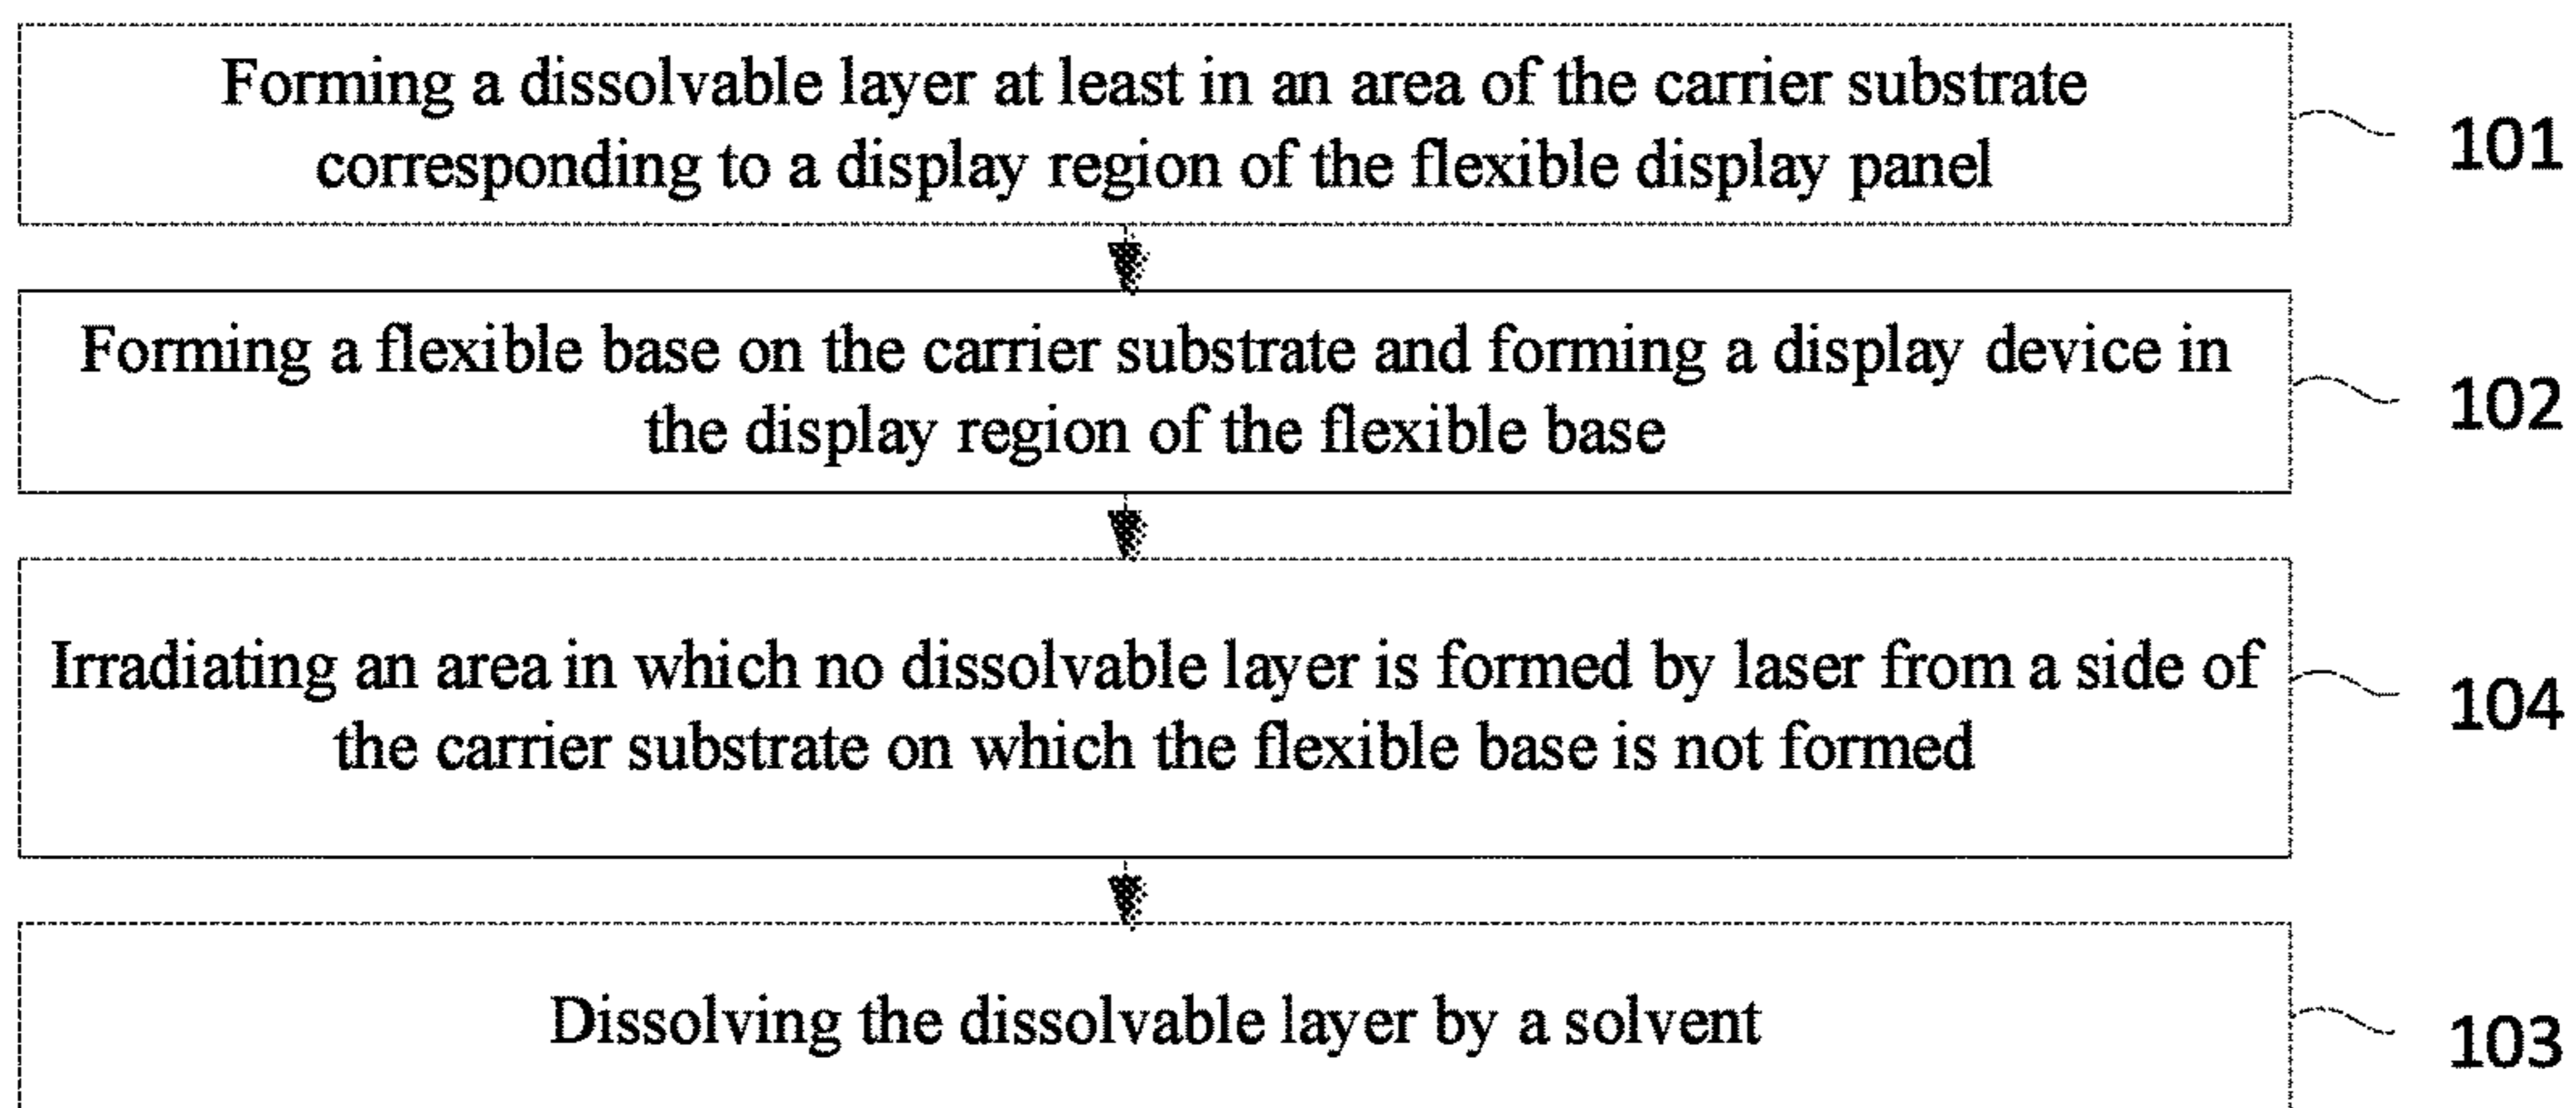 Forming a dissolvable layer at least in an area of the carrier substrate
corresponding to a display region of the flexible display panel
101
Forming a flexible base on the carrier substrate and forming a display device in
the display region of the flexible base
102
Irradiating an area in which no dissolvable layer is formed by laser from a side of
the carrier substrate on which the flexible base is not formed
104
Dissolving the dissolvable layer by a solvent
103